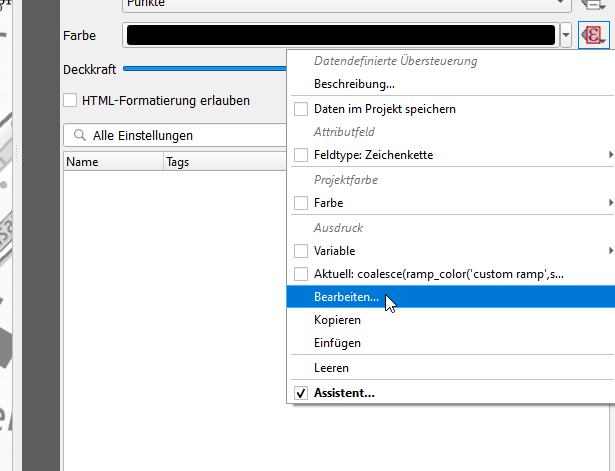 Punkte
Farbe
Deckkraft
HTML-Formatierung erlauben
Alle Einstellungen
Name Tags
Datendefinierte Übersteuerung
Beschreibung...
Daten im Projekt speichern
Attributfeld
Feldtype: Zeichenkette
Projektfarbe
Farbe
Ausdruck
Variable
Aktuell: coalesce(ramp_color('custom ramp',s...
Bearbeiten...
Kopieren
Einfügen
Leeren
Assistent...